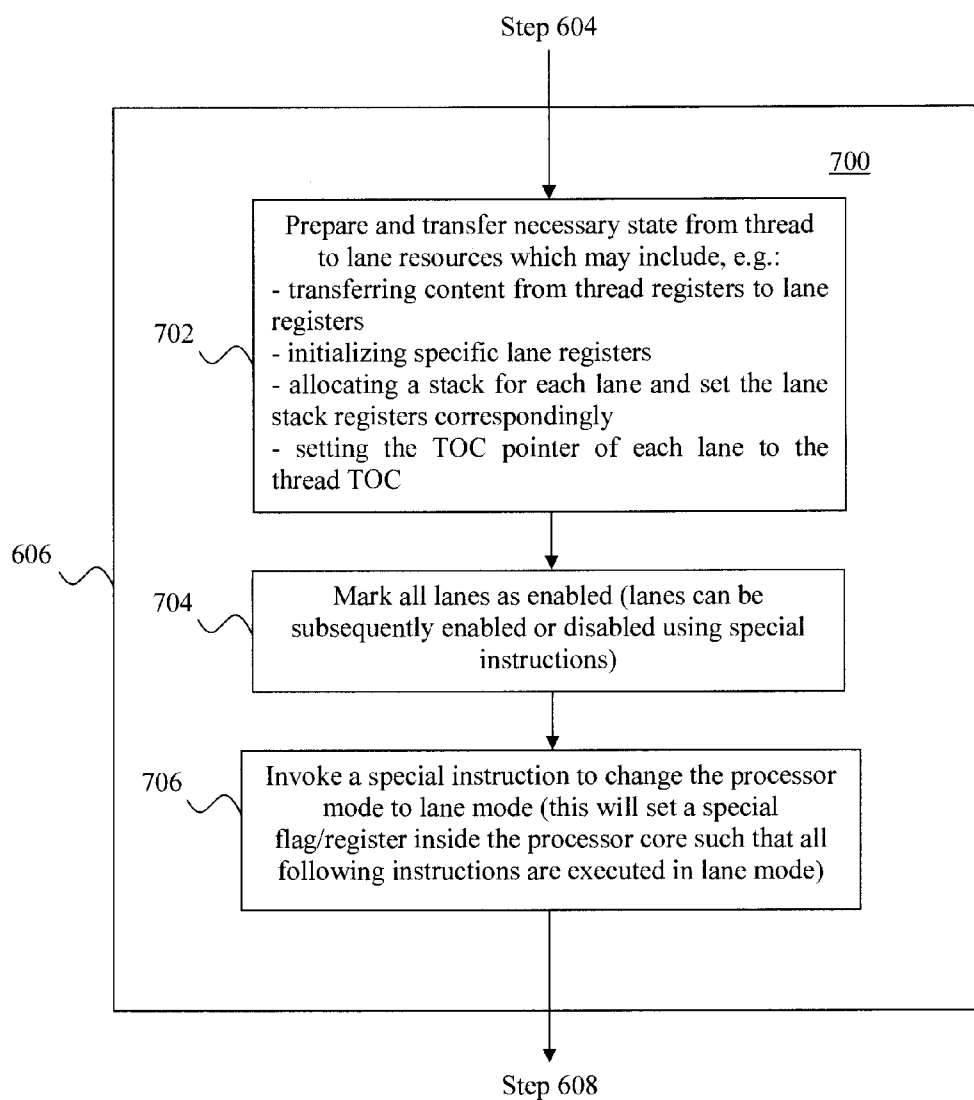 Step 604
700
Prepare and transfer necessary state from thread
to lane resources which may include, e.g.:
- transferring content from thread registers to lane
registers
- initializing specific lane registers
- allocating a stack for each lane and set the lane
stack registers correspondingly
- setting the TOC pointer of each lane to the
thread TOC
702
606
704
Mark all lanes as enabled (lanes can be
subsequently enabled or disabled using special
instructions)
706
Invoke a special instruction to change the processor
mode to lane mode (this will set a special
flag/register inside the processor core such that all
following instructions are executed in lane mode)
Step 608